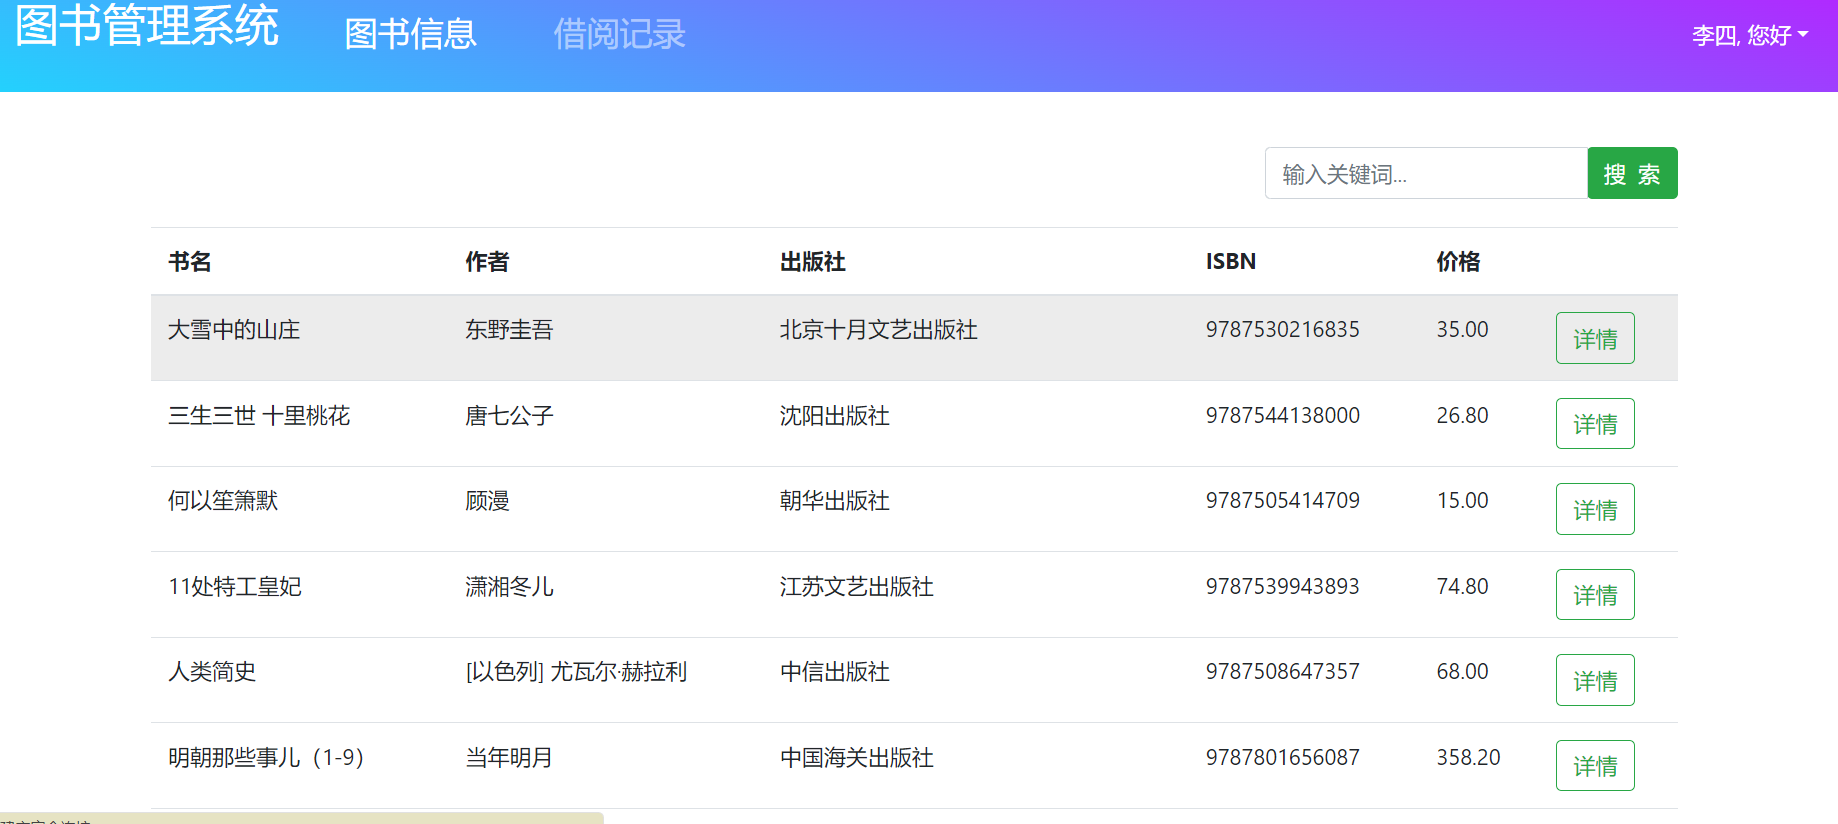 图书管理系统 图书信息 借阅记录 李四, 您好
输入关键词... 搜 索
书名 作者 出版社 ISBN 价格
大雪中的山庄 东野圭吾 北京十月文艺出版社 9787530216835 35.00 详情
三生三世 十里桃花 唐七公子 沈阳出版社 9787544138000 26.80 详情
何以笙箫默 顾漫 朝华出版社 9787505414709 15.00 详情
11处特工皇妃 潇湘冬儿 江苏文艺出版社 9787539943893 74.80 详情
人类简史 [以色列] 尤瓦尔·赫拉利 中信出版社 9787508647357 68.00 详情
明朝那些事儿（1-9） 当年明月 中国海关出版社 9787801656087 358.20 详情